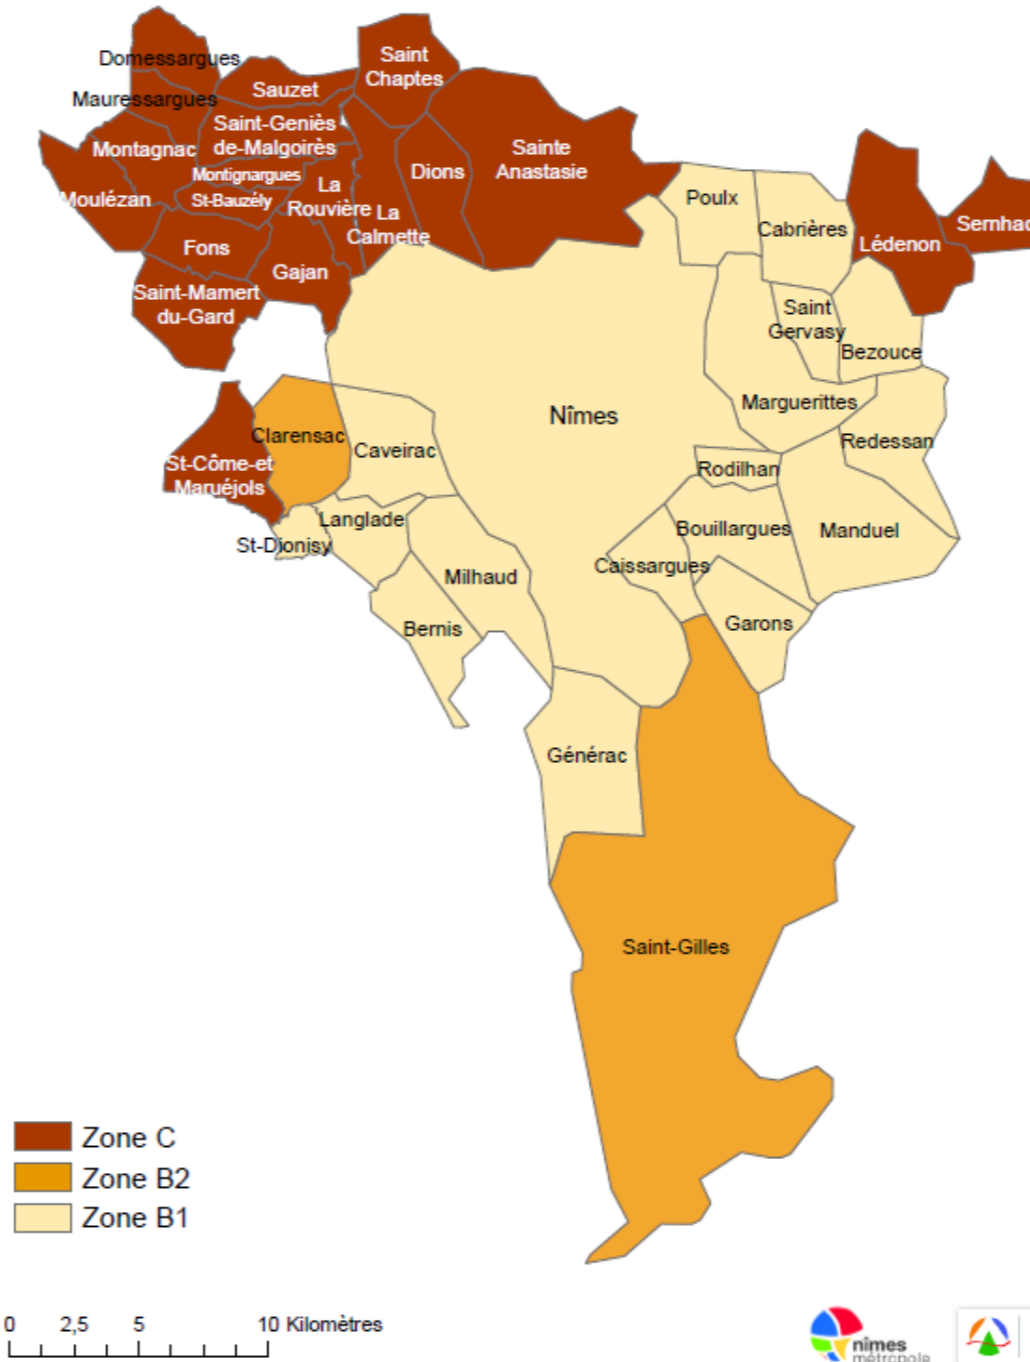 Domessargues
Mauressargues
Sauzet
Saint
Chaptes
Saint-Geniès
de-Malgoirès
Montagnac
Montignargues
St-Bauzély
Moulézan
La
Rouvière
La
Calmette
Dions
Sainte
Anastasie
Fons
Gajan
Saint-Mamert
du-Gard
Poulx
Cabrières
Lédenon
Sernhac
Saint
Gervasy
Bezouce
Marguerittes
Nîmes
Redessan
Clarensac
Caveirac
St-Côme-et
Maruéjols
Rodilhan
Langlade
St-Dionisy
Bouillargues
Manduel
Caissargues
Milhaud
Bernis
Garons
Générac
Saint-Gilles
Zone C
Zone B2
Zone B1
0 2,5 5 10 Kilomètres
nîmes
métropole